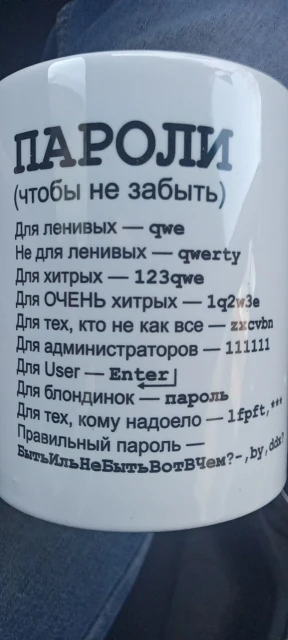 ПАРОЛИ
(чтобы не забыть)
Для ленивых — qwe
Не для ленивых — qwerty
Для хитрых — 123qwe
Для ОЧЕНЬ хитрых — 1q2w3e
Для тех, кто не как все — zxcvbn
Для администраторов — 111111
Для User — Enter
Для блондинок — пароль
Для тех, кому надоело — lfpft,***
Правильный пароль —
БытьИльНеБытьВотВЧем?-,by,ddx?